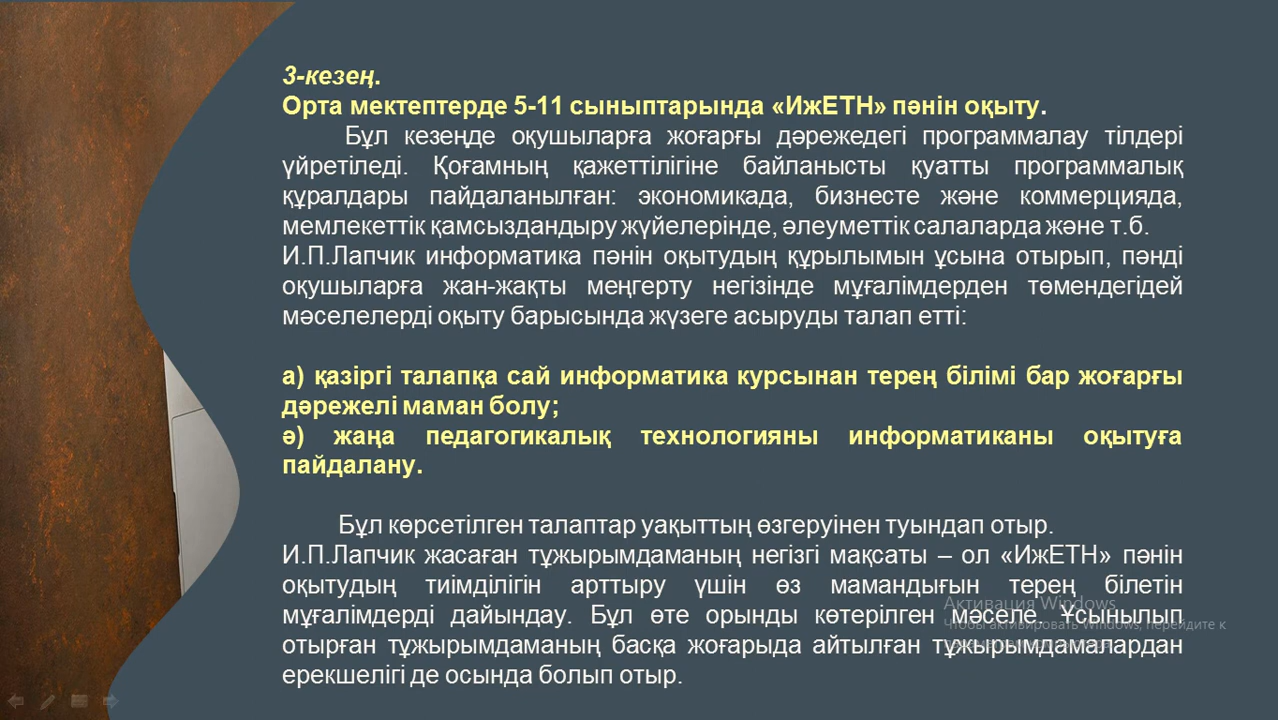 3-кезең.
Орта мектептерде 5-11 сыныптарында «ИжЕТН» пәнін оқыту.
Бұл кезеңде оқушыларға жоғарғы дәрежедегі программалау тілдері
үйретіледі. Қоғамның қажеттілігіне байланысты қуатты программалық
құралдары пайдаланылған: экономикада, бизнесте және коммерцияда,
мемлекеттік қамсыздандыру жүйелерінде, әлеуметтік салаларда және т.б.
И.П.Лапчик информатика пәнін оқытудың құрылымын ұсына отырып, пәнді
оқушыларға жан-жақты меңгерту негізінде мұғалімдерден төмендегідей
мәселелерді оқыту барысында жүзеге асыруды талап етті:
а) қазіргі талапқа сай информатика курсынан терең білімі бар жоғарғы
дәрежелі маман болу;
ә) жаңа педагогикалық технологияны информатиканы оқытуға
пайдалану.
Бұл көрсетілген талаптар уақыттың өзгеруінен туындап отыр.
И.П.Лапчик жасаған тұжырымдаманың негізгі мақсаты – ол «ИжЕТН» пәнін
оқытудың тиімділігін арттыру үшін өз мамандығын терең білетін
мұғалімдерді дайындау. Бұл өте орынды көтерілген мәселе. Ұсынылып
отырған тұжырымдаманың басқа жоғарыда айтылған тұжырымдамалардан
ерекшелігі де осында болып отыр.
Активация Windows
Чтобы активировать Windows, перейдите к